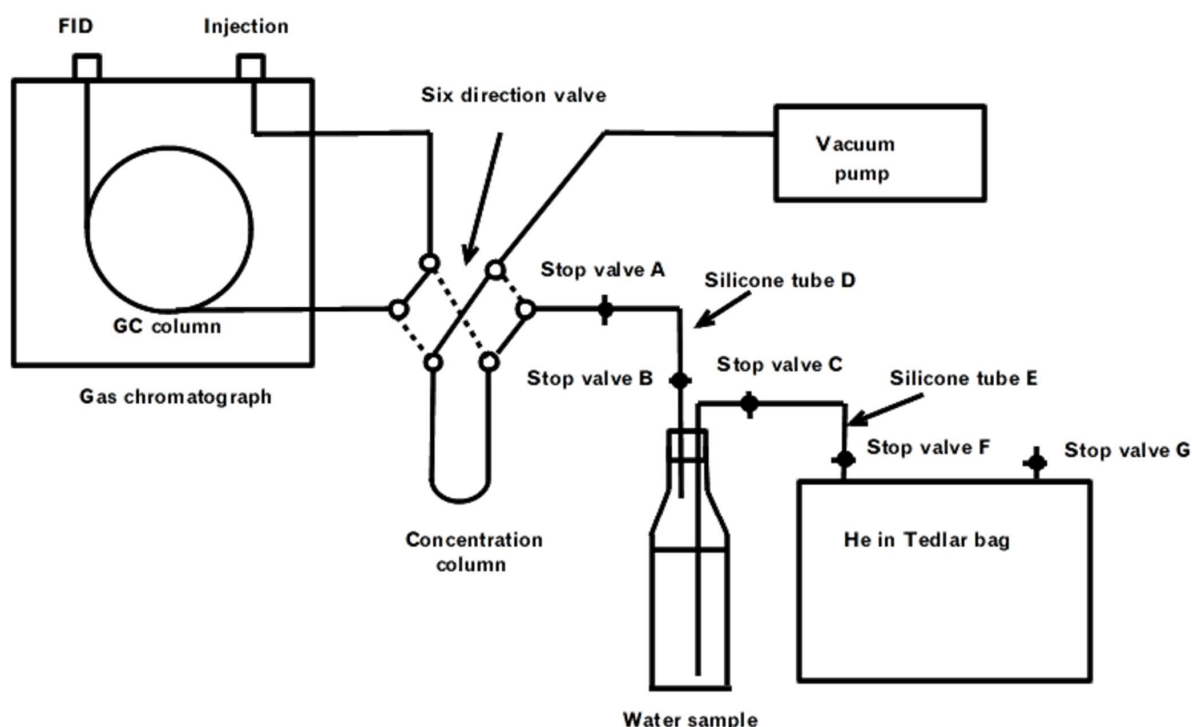 FID
Injection
Six direction valve
Vacuum
pump
Stop valve A
Silicone tube D
GC column
Stop valve B
Stop valve C
Silicone tube E
Gas chromatograph
Stop valve F
Stop valve G
Concentration
column
He in Tedlar bag
Water sample